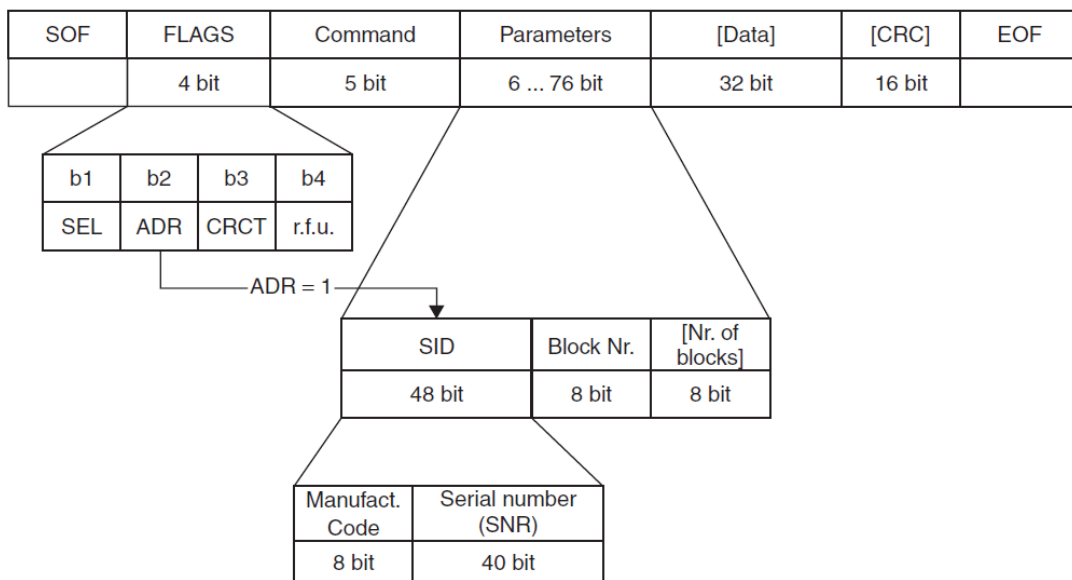 SOF FLAGS Command Parameters [Data] [CRC] EOF
4 bit 5 bit 6 ... 76 bit 32 bit 16 bit
b1 b2 b3 b4
SEL ADR CRCT r.f.u.
ADR = 1
SID Block Nr. [Nr. of
blocks]
48 bit 8 bit 8 bit
Manufact. Serial number
Code (SNR)
8 bit 40 bit